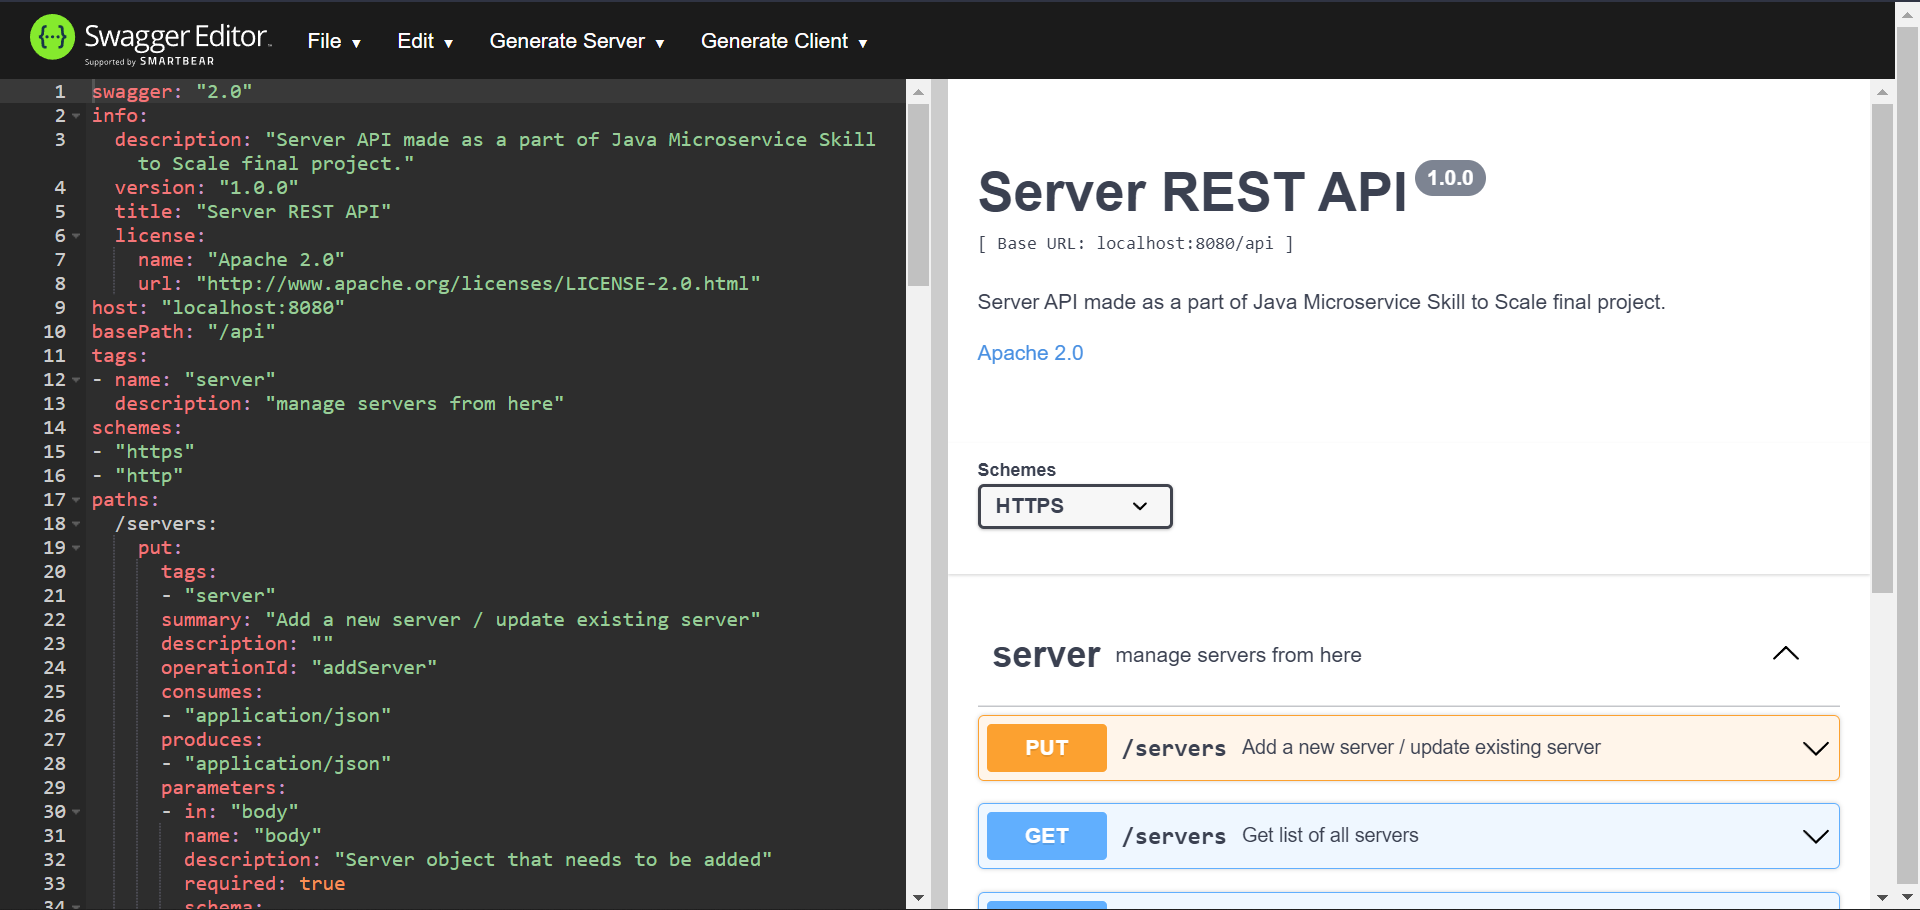 Swagger Editor
Supported by SMARTBEAR
File ▼ Edit ▼ Generate Server ▼ Generate Client ▼
1 swagger: "2.0"
2 info:
3 description: "Server API made as a part of Java Microservice Skill
to Scale final project."
4 version: "1.0.0"
5 title: "Server REST API"
6 license:
7 name: "Apache 2.0"
8 url: "http://www.apache.org/licenses/LICENSE-2.0.html"
9 host: "localhost:8080"
10 basePath: "/api"
11 tags:
12 - name: "server"
13 description: "manage servers from here"
14 schemes:
15 - "https"
16 - "http"
17 paths:
18 /servers:
19 put:
20 tags:
21 - "server"
22 summary: "Add a new server / update existing server"
23 description: ""
24 operationId: "addServer"
25 consumes:
26 - "application/json"
27 produces:
28 - "application/json"
29 parameters:
30 - in: "body"
31 name: "body"
32 description: "Server object that needs to be added"
33 required: true
34 schema:
Server REST API 1.0.0
[ Base URL: localhost:8080/api ]
Server API made as a part of Java Microservice Skill to Scale final project.
Apache 2.0
Schemes
HTTPS
server manage servers from here
PUT /servers Add a new server / update existing server
GET /servers Get list of all servers